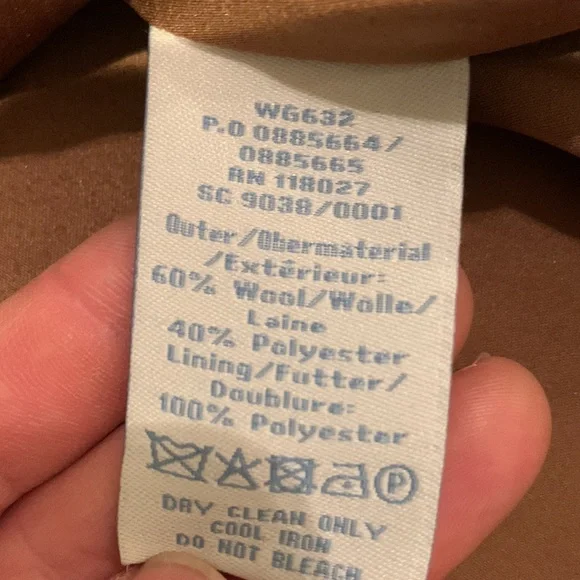 WG632
P.O 0885664/
0885665
RN 118027
SC 9038/0001
Outer/Obermaterial
/Extérieur:
60% Wool/Wolle/
Laine
40% Polyester
Lining/Futter/
Doublure:
100% Polyester
P
DRY CLEAN ONLY
COOL IRON
DO NOT BLEACH